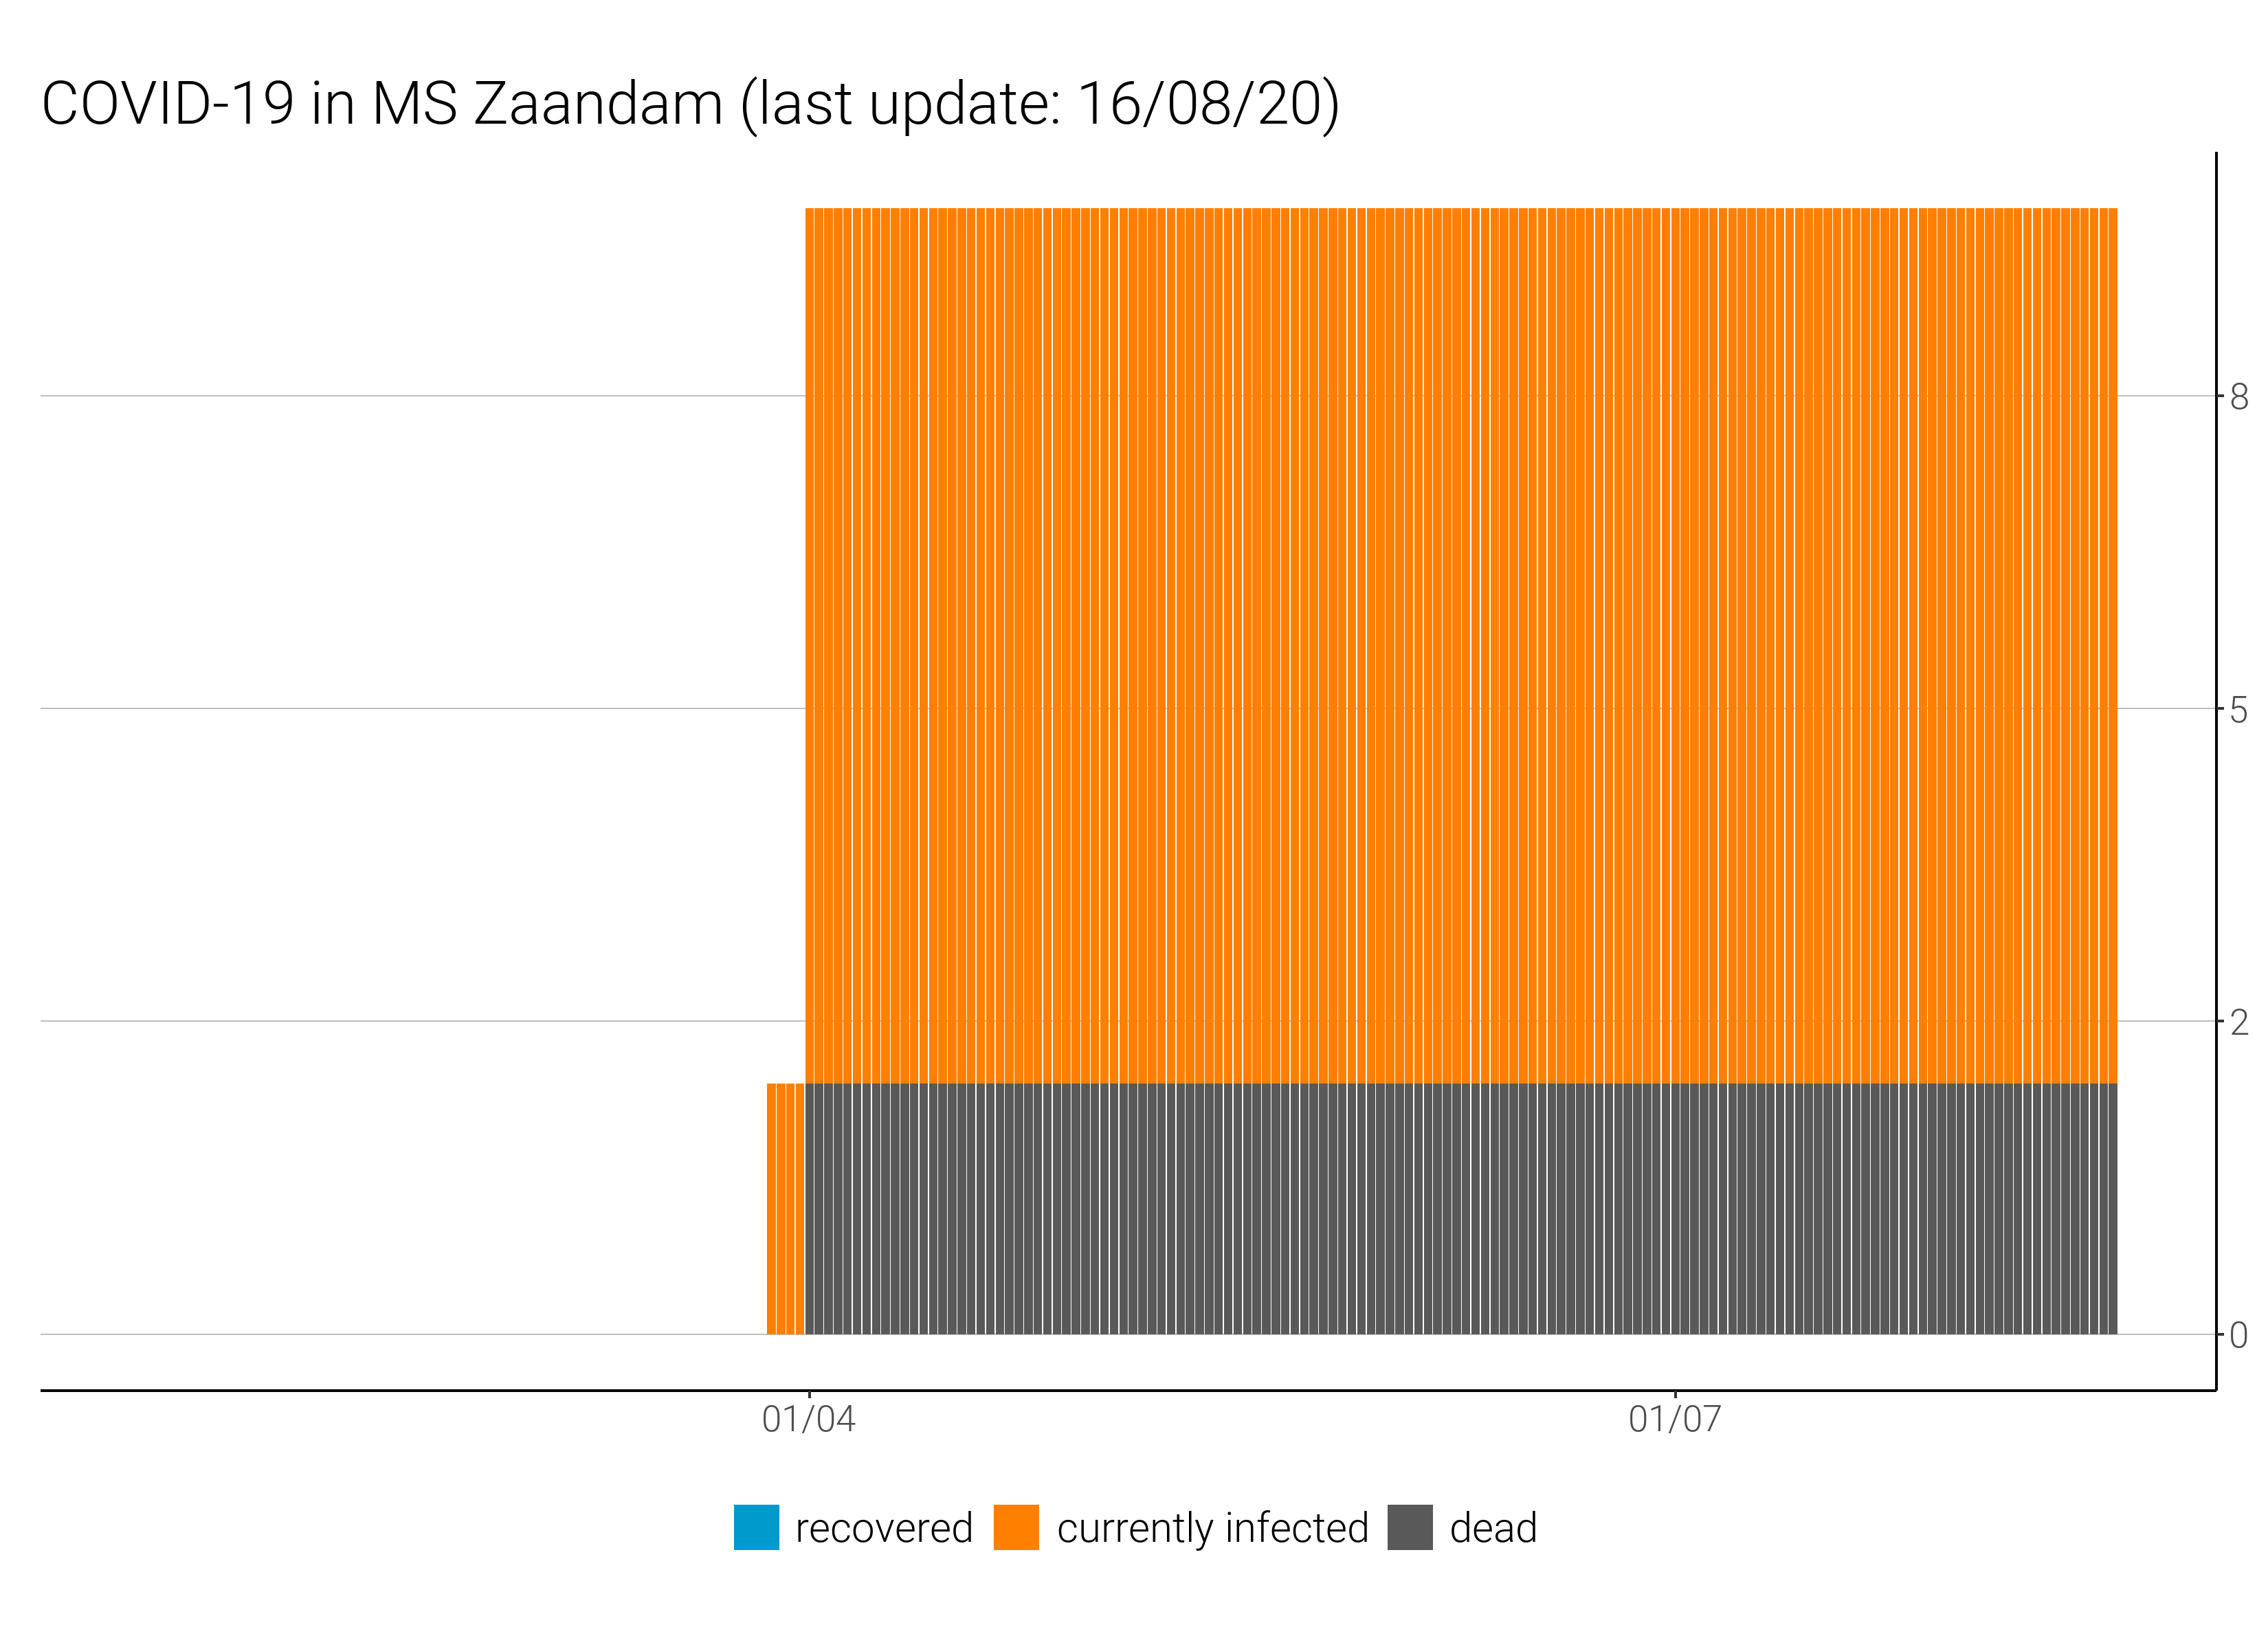 COVID-19 in MS Zaandam (last update: 16/08/20)
8
5
2
0
01/04 01/07
recovered currently infected dead